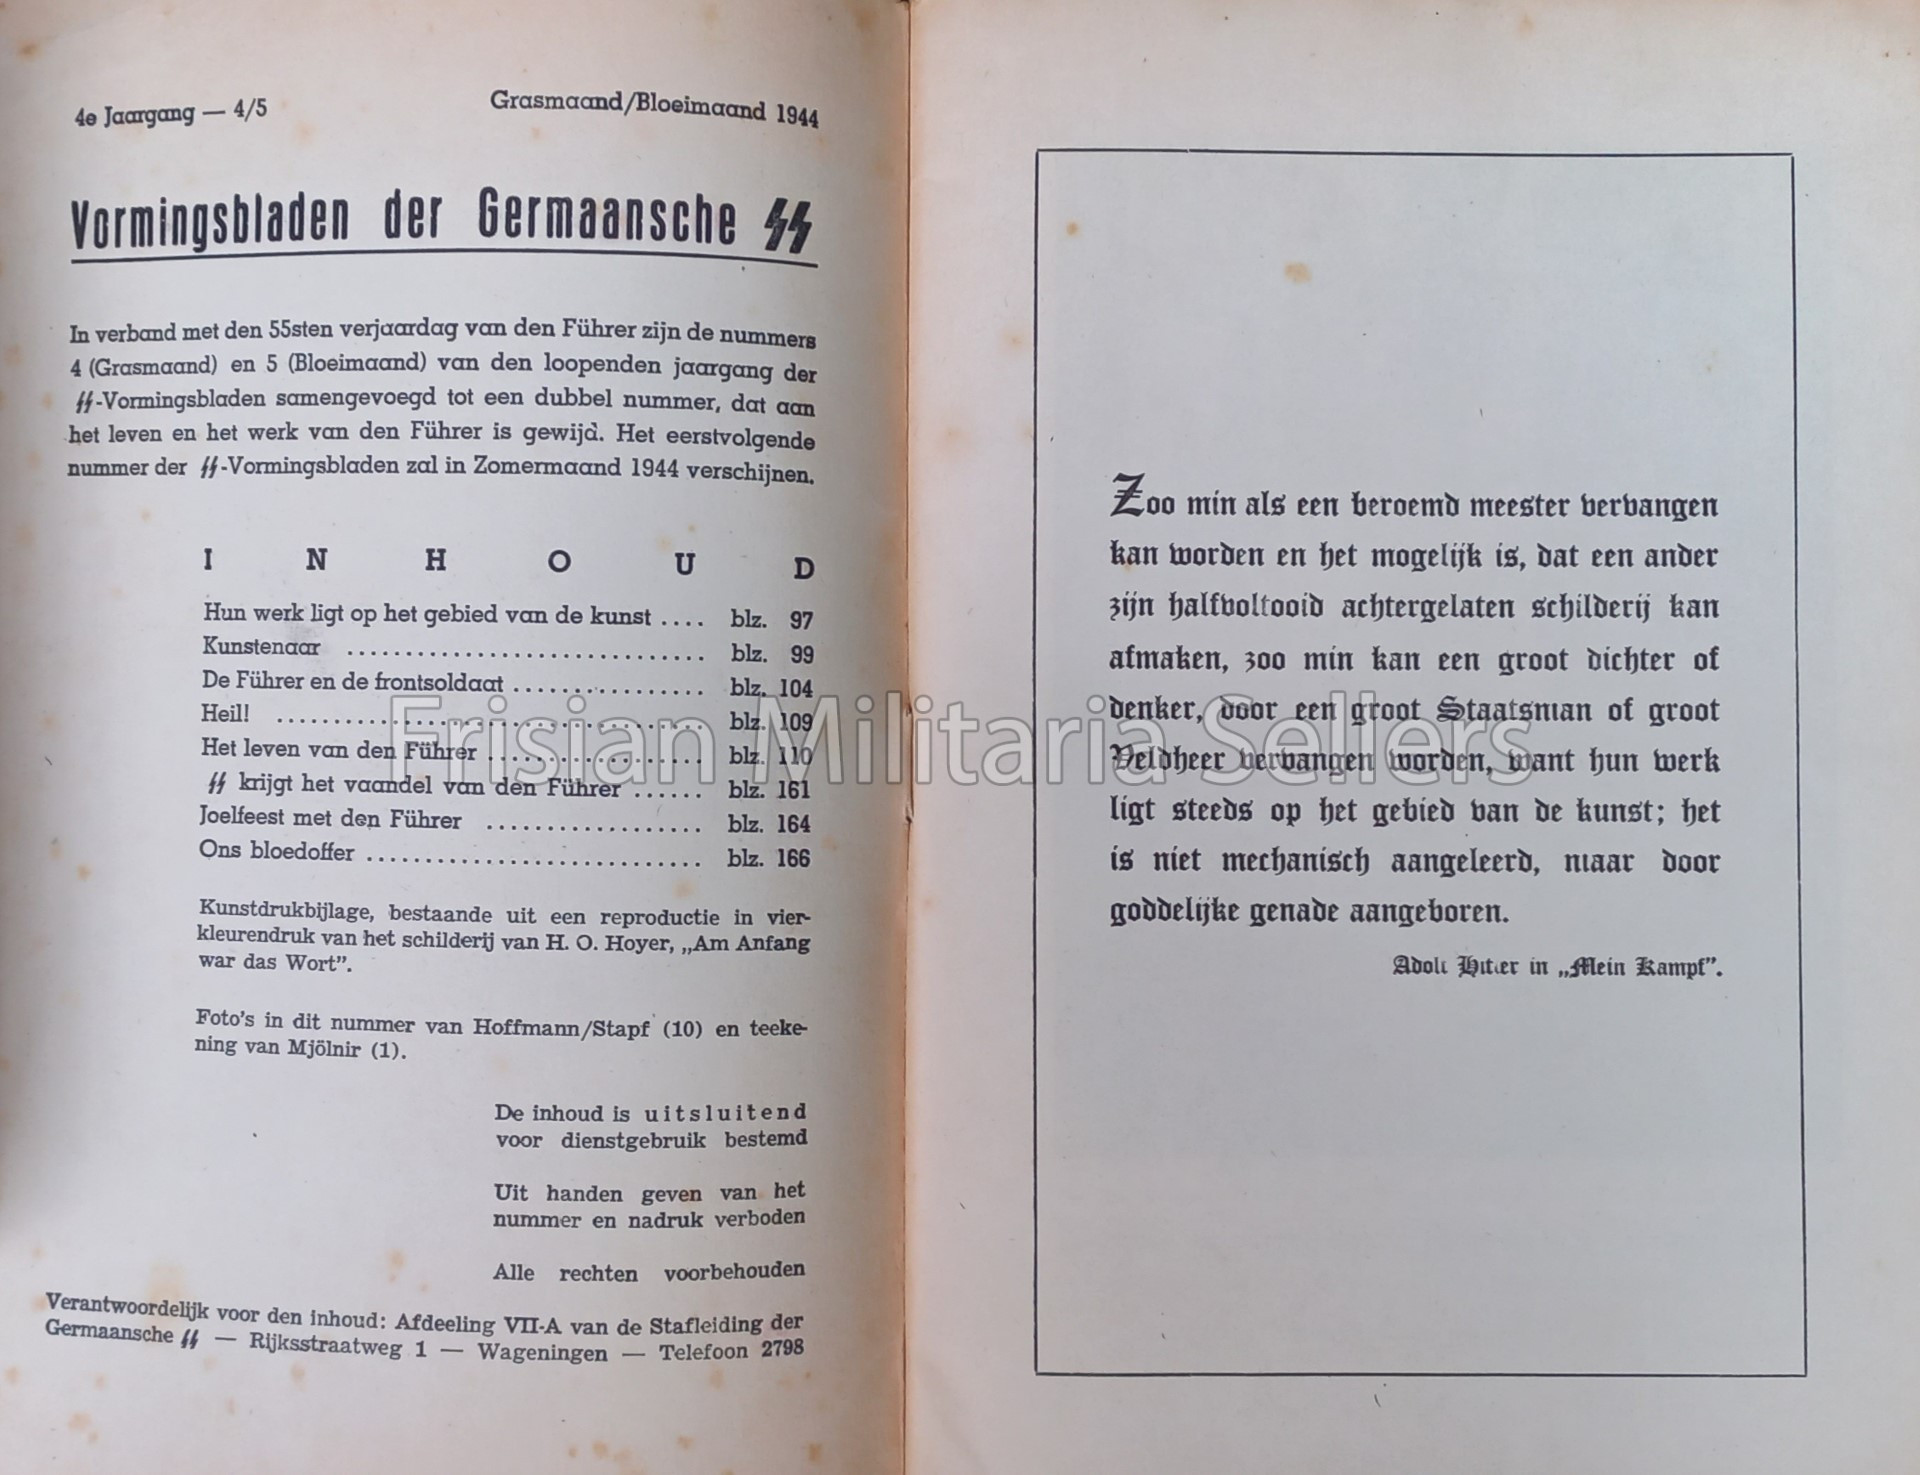 4e Jaargang — 4/5
Grasmaand/Bloeimaand 1944
Vormingsbladen der Germaansche ᛋᛋ
In verband met den 55sten verjaardag van den Führer zijn de nummers
4 (Grasmaand) en 5 (Bloeimaand) van den loopenden jaargang der
ᛋᛋ-Vormingsbladen samengevoegd tot een dubbel nummer, dat aan
het leven en het werk van den Führer is gewijd. Het eerstvolgende
nummer der ᛋᛋ-Vormingsbladen zal in Zomermaand 1944 verschijnen.
I N H O U D
Hun werk ligt op het gebied van de kunst .... blz. 97
Kunstenaar .............................. blz. 99
De Führer en de frontsoldaat ................ blz. 104
Heil! ..................................... blz. 109
Het leven van den Führer ................... blz. 110
ᛋᛋ krijgt het vaandel van den Führer ...... blz. 161
Joelfeest met den Führer ................... blz. 164
Ons bloedoffer ............................. blz. 166
Kunstdrukbijlage, bestaande uit een reproductie in vier-
kleurendruk van het schilderij van H. O. Hoyer, „Am Anfang
war das Wort”.
Foto's in dit nummer van Hoffmann/Stapf (10) en teeke-
ning van Mjölnir (1).
De inhoud is uitsluitend
voor dienstgebruik bestemd
Uit handen geven van het
nummer en nadruk verboden
Alle rechten voorbehouden
Verantwoordelijk voor den inhoud: Afdeeling VII-A van de Stafleiding der
Germaansche ᛋᛋ — Rijksstraatweg 1 — Wageningen — Telefoon 2798
Zoo min als een beroemd meester vervangen
kan worden en het mogelijk is, dat een ander
zijn halfvoltooid achtergelaten schilderij kan
afmaken, zoo min kan een groot dichter of
denker, door een groot Staatsman of groot
Veldheer vervangen worden, want hun werk
ligt steeds op het gebied van de kunst; het
is niet mechanisch aangeleerd, maar door
goddelijke genade aangeboren.
Adolf Hitler in „Mein Kampf”.
Frisian Militaria Sellers